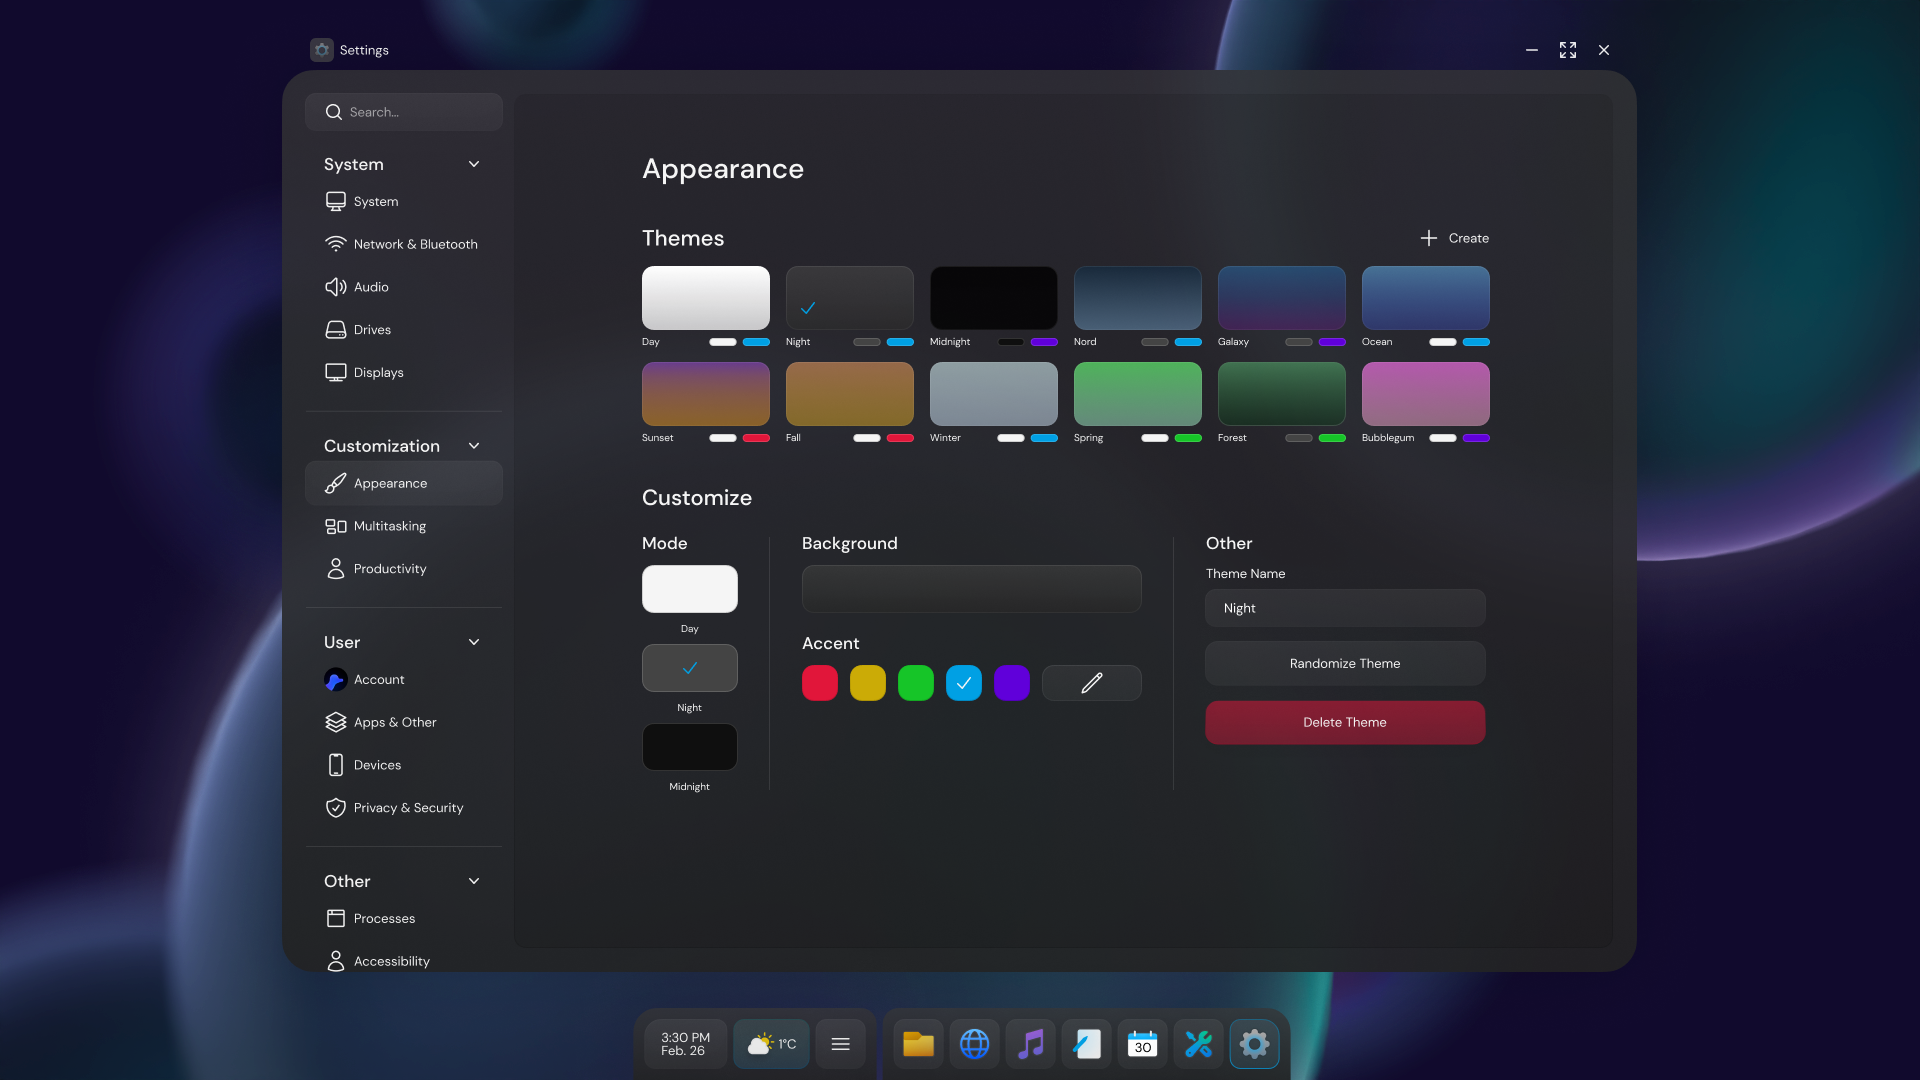 Settings
Search...
System
System
Network & Bluetooth
Audio
Drives
Displays
Customization
Appearance
Multitasking
Productivity
User
Account
Apps & Other
Devices
Privacy & Security
Other
Processes
Accessibility
Appearance
Themes
Create
Day
Night
Midnight
Nord
Galaxy
Ocean
Sunset
Fall
Winter
Spring
Forest
Bubblegum
Customize
Mode
Day
Night
Midnight
Background
Accent
Other
Theme Name
Night
Randomize Theme
Delete Theme
3:30 PM
Feb. 26
1°C
30